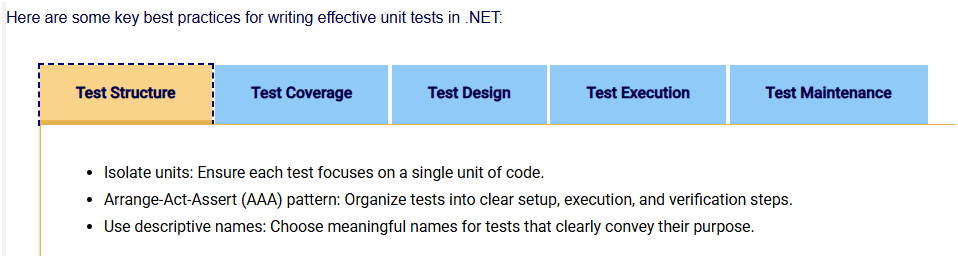 Here are some key best practices for writing effective unit tests in .NET:
Test Structure
Test Coverage
Test Design
Test Execution
Test Maintenance
• Isolate units: Ensure each test focuses on a single unit of code.
• Arrange-Act-Assert (AAA) pattern: Organize tests into clear setup, execution, and verification steps.
• Use descriptive names: Choose meaningful names for tests that clearly convey their purpose.